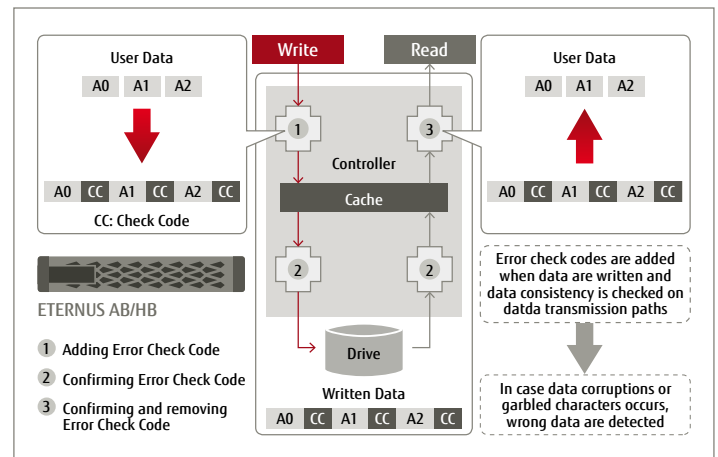 Write
Read
User Data
A0 A1 A2
A0 CC A1 CC A2 CC
CC: Check Code
1
Controller
Cache
2
2
3
Drive
Written Data
A0 CC A1 CC A2 CC
User Data
A0 A1 A2
A0 CC A1 CC A2 CC
ETERNUS AB/HB
1 Adding Error Check Code
2 Confirming Error Check Code
3 Confirming and removing
Error Check Code
Error check codes are added
when data are written and
data consistency is checked on
datda transmission paths
In case data corruptions or
garbled characters occurs,
wrong data are detected